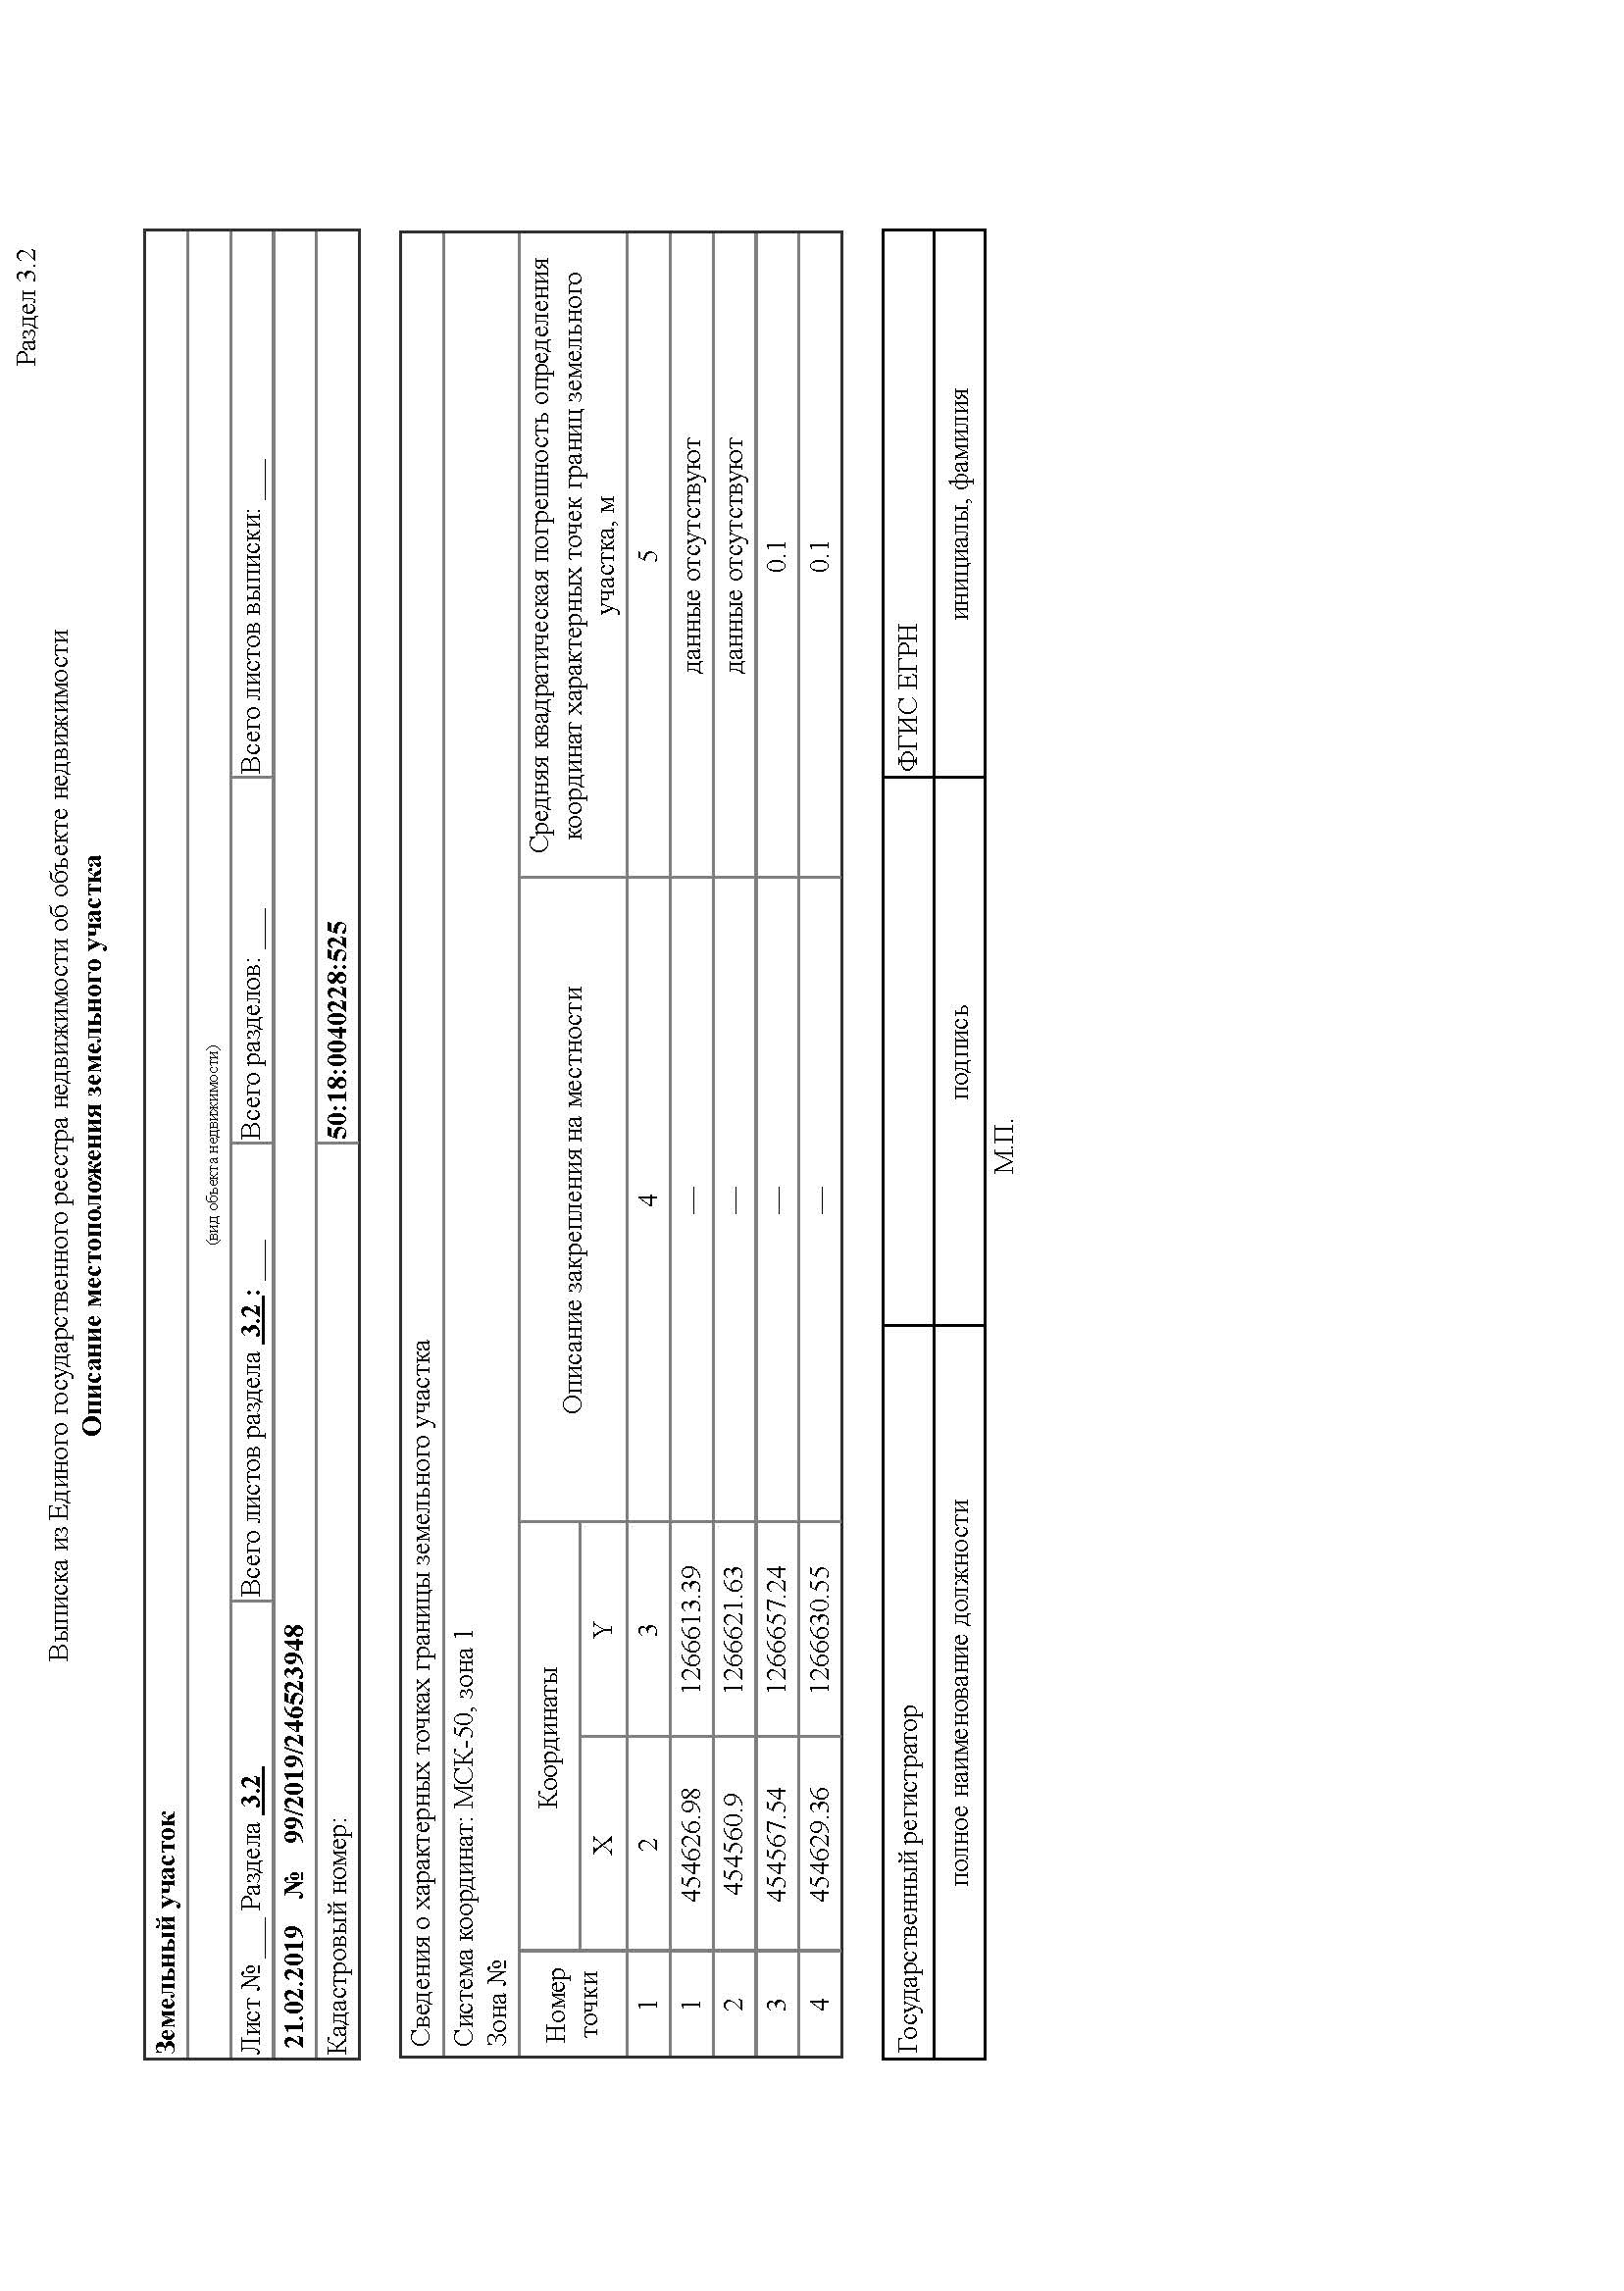 Раздел 3.2
Выписка из Единого государственного реестра недвижимости об объекте недвижимости
Описание местоположения земельного участка
Земельный участок
(вид объекта недвижимости)
Лист № ___ Раздела 3.2 Всего листов раздела 3.2 : ___ Всего разделов: ___ Всего листов выписки: ___
21.02.2019 № 99/2019/246523948
Кадастровый номер: 50:18:0040228:525
Сведения о характерных точках границы земельного участка
Система координат: МСК-50, зона 1
Зона №
Номер точки Координаты Описание закрепления на местности Средняя квадратическая погрешность определения
координат характерных точек границ земельного
участка, м
X Y
1 2 3 4 5
1 454626.98 1266613.39 — данные отсутствуют
2 454560.9 1266621.63 — данные отсутствуют
3 454567.54 1266657.24 — 0.1
4 454629.36 1266630.55 — 0.1
Государственный регистратор ФГИС ЕГРН
полное наименование должности подпись инициалы, фамилия
М.П.